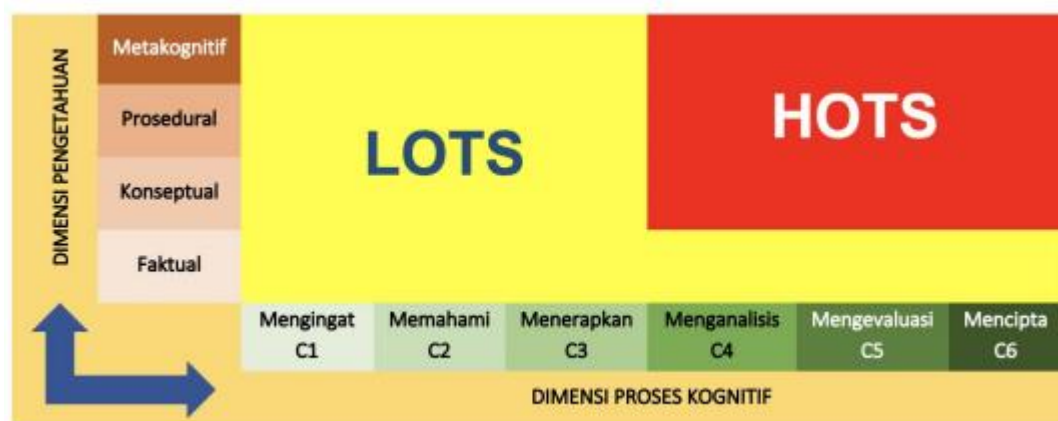 DIMENSI PENGETAHUAN
Metakognitif
Prosedural
Konseptual
Faktual
LOTS
HOTS
Mengingat
C1
Memahami
C2
Menerapkan
C3
Menganalisis
C4
Mengevaluasi
C5
Mencipta
C6
DIMENSI PROSES KOGNITIF